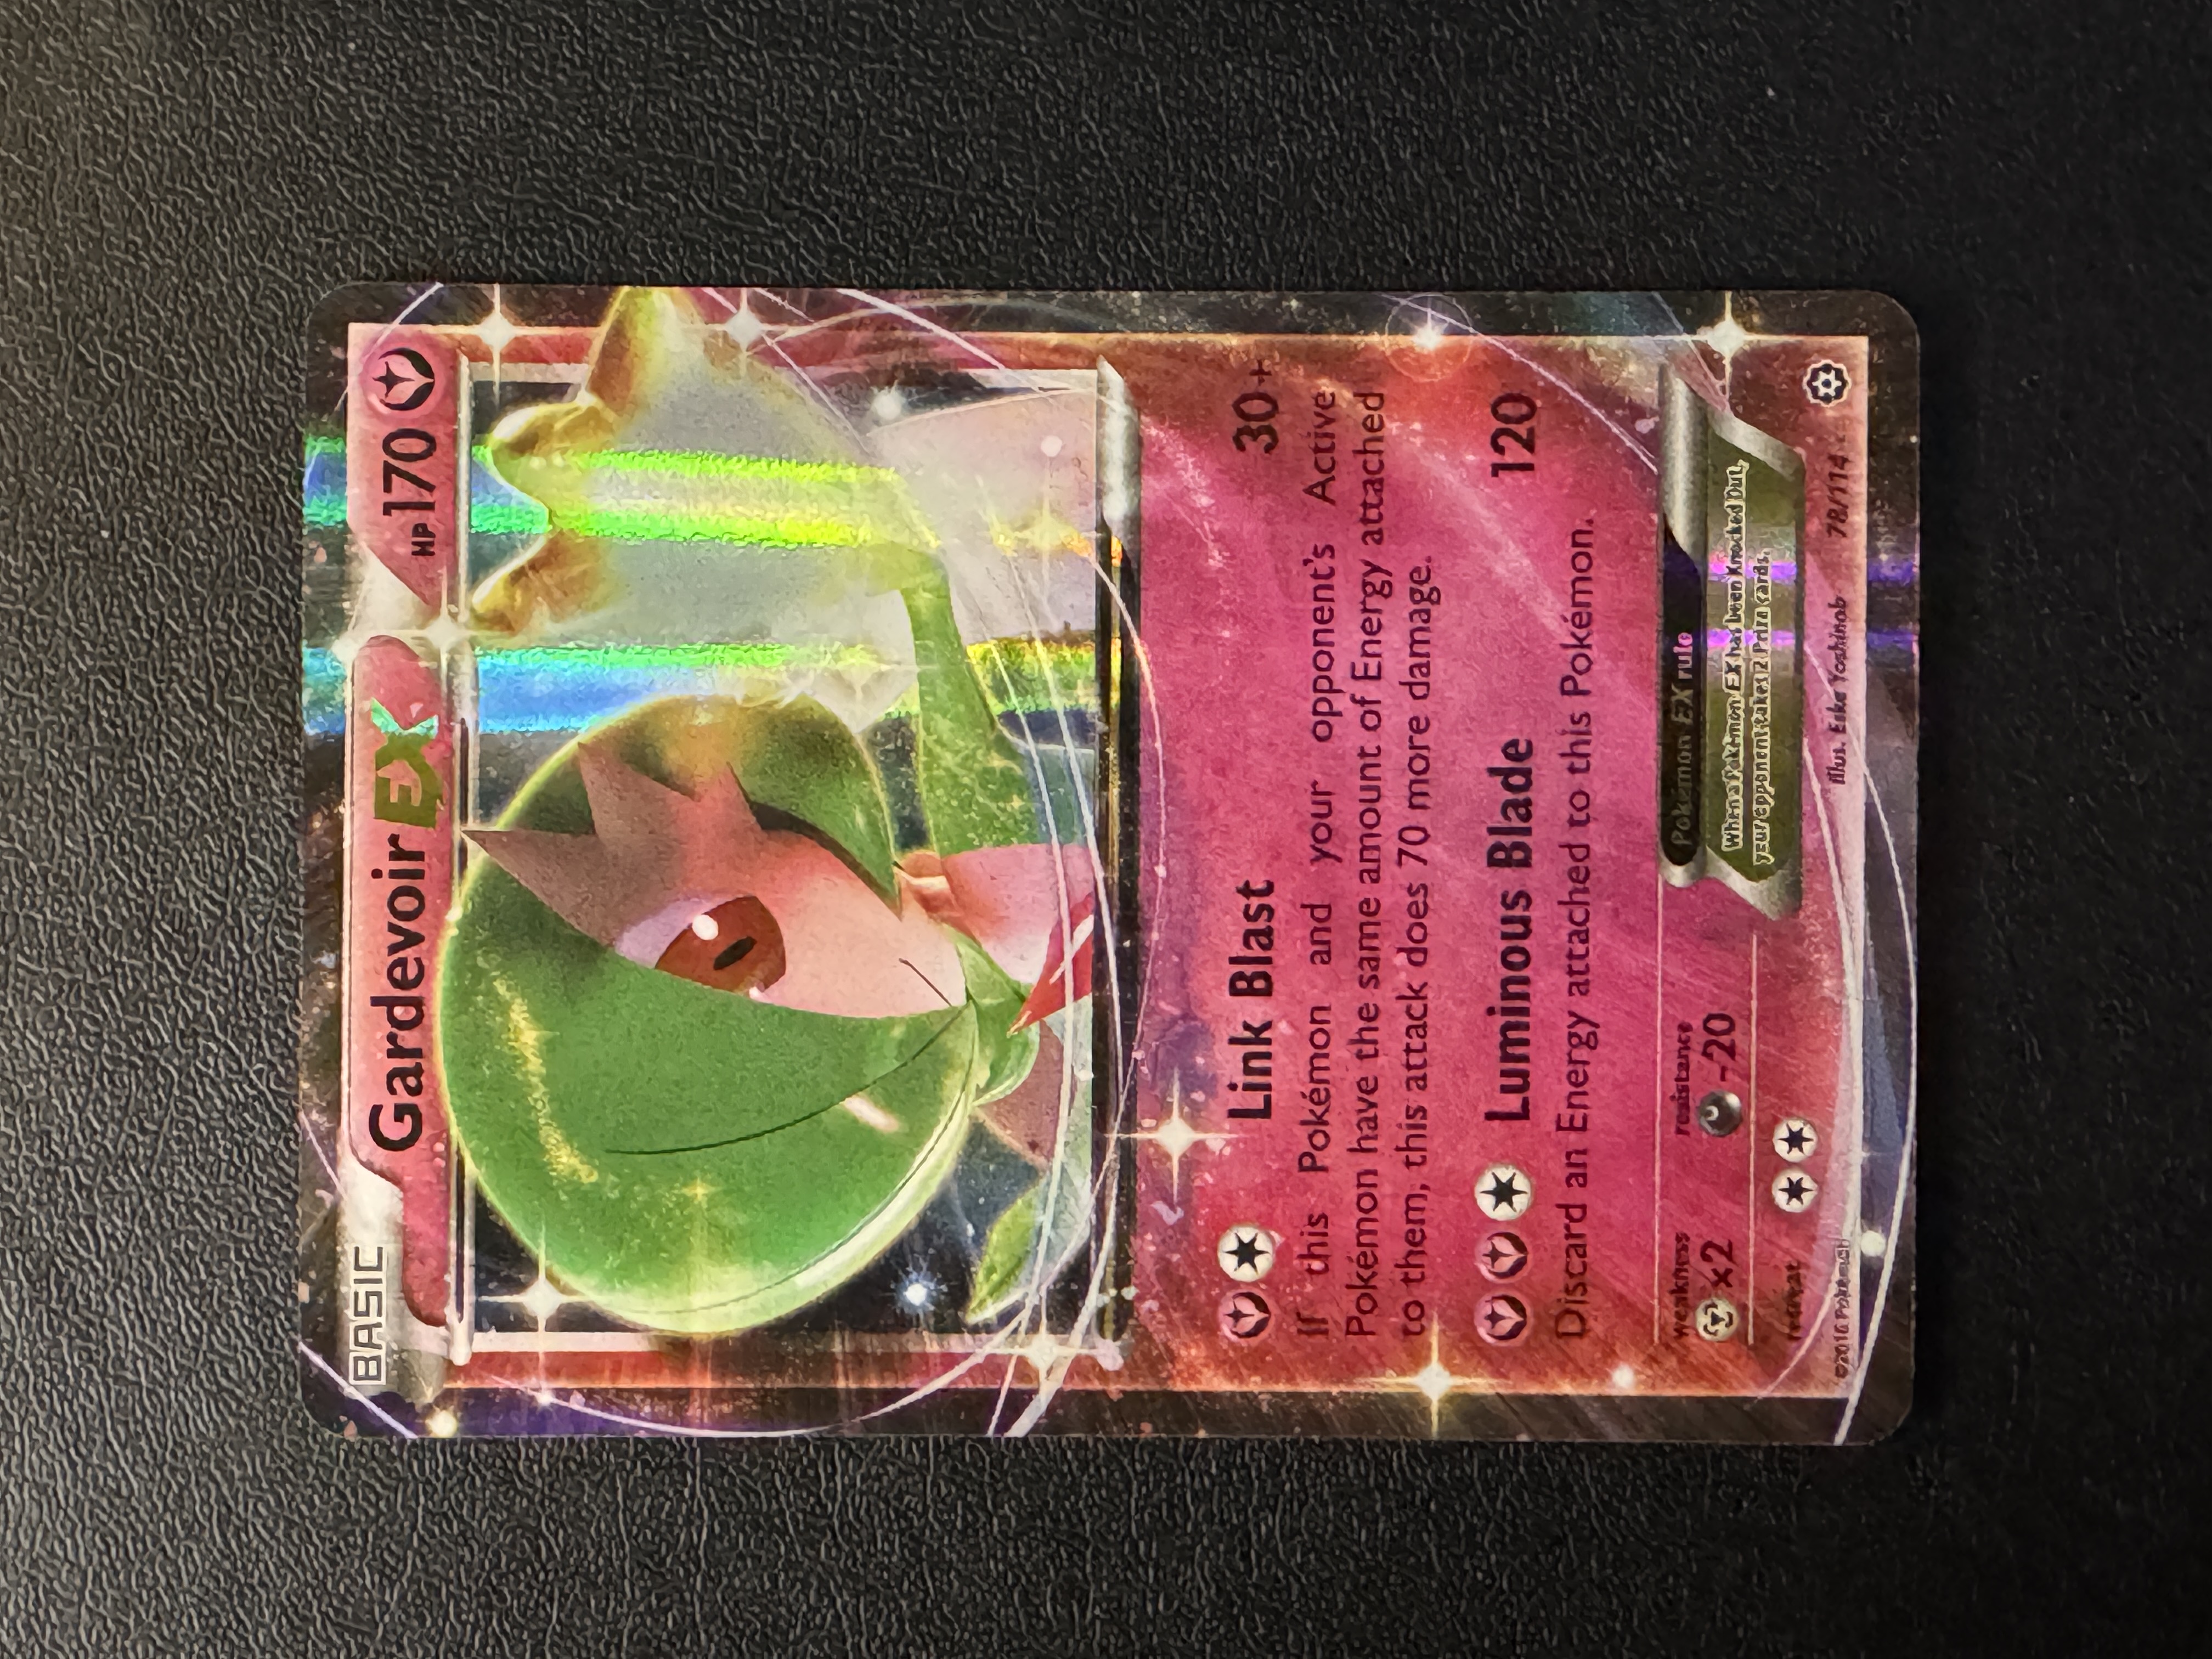 BASIC
Gardevoir EX HP 170
Link Blast 30+
If this Pokémon and your opponent's Active
Pokémon have the same amount of Energy attached
to them, this attack does 70 more damage.
Luminous Blade 120
Discard an Energy attached to this Pokémon.
weakness resistance
×2 -20
Pokémon EX rule
When a Pokémon EX has been Knocked Out,
your opponent takes 2 Prize cards.
retreat
©2016 Pokémon Illus. Eske Yoshinob 78/114